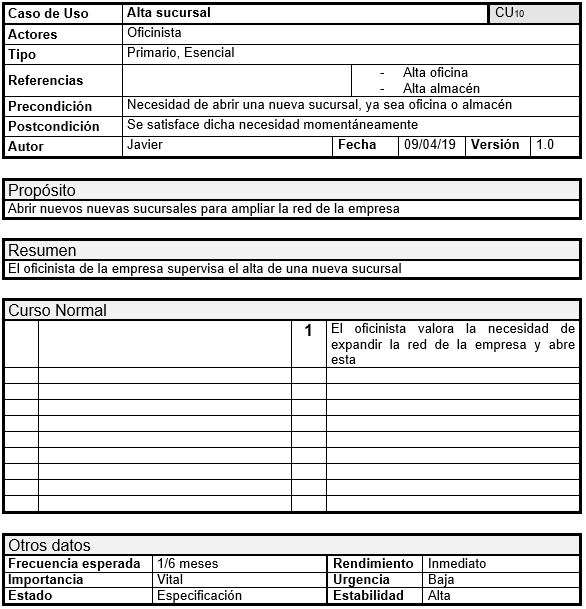 Caso de Uso Alta sucursal CU10
Actores Oficinista
Tipo Primario, Esencial
Referencias - Alta oficina
- Alta almacén
Precondición Necesidad de abrir una nueva sucursal, ya sea oficina o almacén
Postcondición Se satisface dicha necesidad momentáneamente
Autor Javier Fecha 09/04/19 Versión 1.0
Propósito
Abrir nuevos nuevas sucursales para ampliar la red de la empresa
Resumen
El oficinista de la empresa supervisa el alta de una nueva sucursal
Curso Normal
1 El oficinista valora la necesidad de
expandir la red de la empresa y abre
esta
Otros datos
Frecuencia esperada 1/6 meses Rendimiento Inmediato
Importancia Vital Urgencia Baja
Estado Especificación Estabilidad Alta